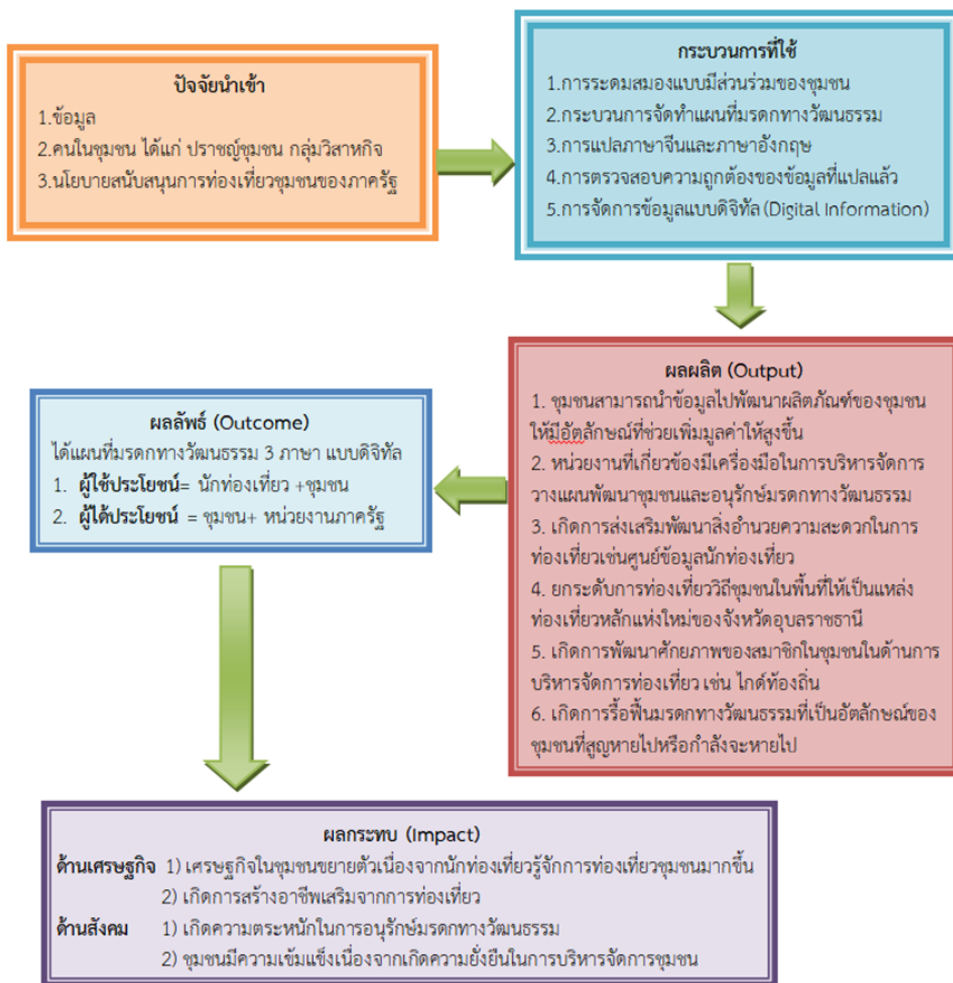 ปัจจัยนำเข้า
1.ข้อมูล
2.คนในชุมชน ได้แก่ ปราชญ์ชุมชน กลุ่มวิสาหกิจ
3.นโยบายสนับสนุนการท่องเที่ยวชุมชนของภาครัฐ
กระบวนการที่ใช้
1.การระดมสมองแบบมีส่วนร่วมของชุมชน
2.กระบวนการจัดทำแผนที่มรดกทางวัฒนธรรม
3.การแปลภาษาจีนและภาษาอังกฤษ
4.การตรวจสอบความถูกต้องของข้อมูลที่แปลแล้ว
5.การจัดการข้อมูลแบบดิจิทัล (Digital Information)
ผลผลิต (Output)
1. ชุมชนสามารถนำข้อมูลไปพัฒนาผลิตภัณฑ์ของชุมชน
ให้มีอัตลักษณ์ที่ช่วยเพิ่มมูลค่าให้สูงขึ้น
2. หน่วยงานที่เกี่ยวข้องมีเครื่องมือในการบริหารจัดการ
วางแผนพัฒนาชุมชนและอนุรักษ์มรดกทางวัฒนธรรม
3. เกิดการส่งเสริมพัฒนาสิ่งอำนวยความสะดวกในการ
ท่องเที่ยวเช่นศูนย์ข้อมูลนักท่องเที่ยว
4. ยกระดับการท่องเที่ยววิถีชุมชนในพื้นที่ให้เป็นแหล่ง
ท่องเที่ยวหลักแห่งใหม่ของจังหวัดอุบลราชธานี
5. เกิดการพัฒนาศักยภาพของสมาชิกในชุมชนในด้านการ
บริหารจัดการท่องเที่ยว เช่น ไกด์ท้องถิ่น
6. เกิดการรื้อฟื้นมรดกทางวัฒนธรรมที่เป็นอัตลักษณ์ของ
ชุมชนที่สูญหายไปหรือกำลังจะหายไป
ผลลัพธ์ (Outcome)
ได้แผนที่มรดกทางวัฒนธรรม 3 ภาษา แบบดิจิทัล
1. ผู้ใช้ประโยชน์= นักท่องเที่ยว +ชุมชน
2. ผู้ได้ประโยชน์ = ชุมชน+ หน่วยงานภาครัฐ
ผลกระทบ (Impact)
ด้านเศรษฐกิจ 1) เศรษฐกิจในชุมชนขยายตัวเนื่องจากนักท่องเที่ยวรู้จักการท่องเที่ยวชุมชนมากขึ้น
2) เกิดการสร้างอาชีพเสริมจากการท่องเที่ยว
ด้านสังคม 1) เกิดความตระหนักในการอนุรักษ์มรดกทางวัฒนธรรม
2) ชุมชนมีความเข้มแข็งเนื่องจากเกิดความยั่งยืนในการบริหารจัดการชุมชน